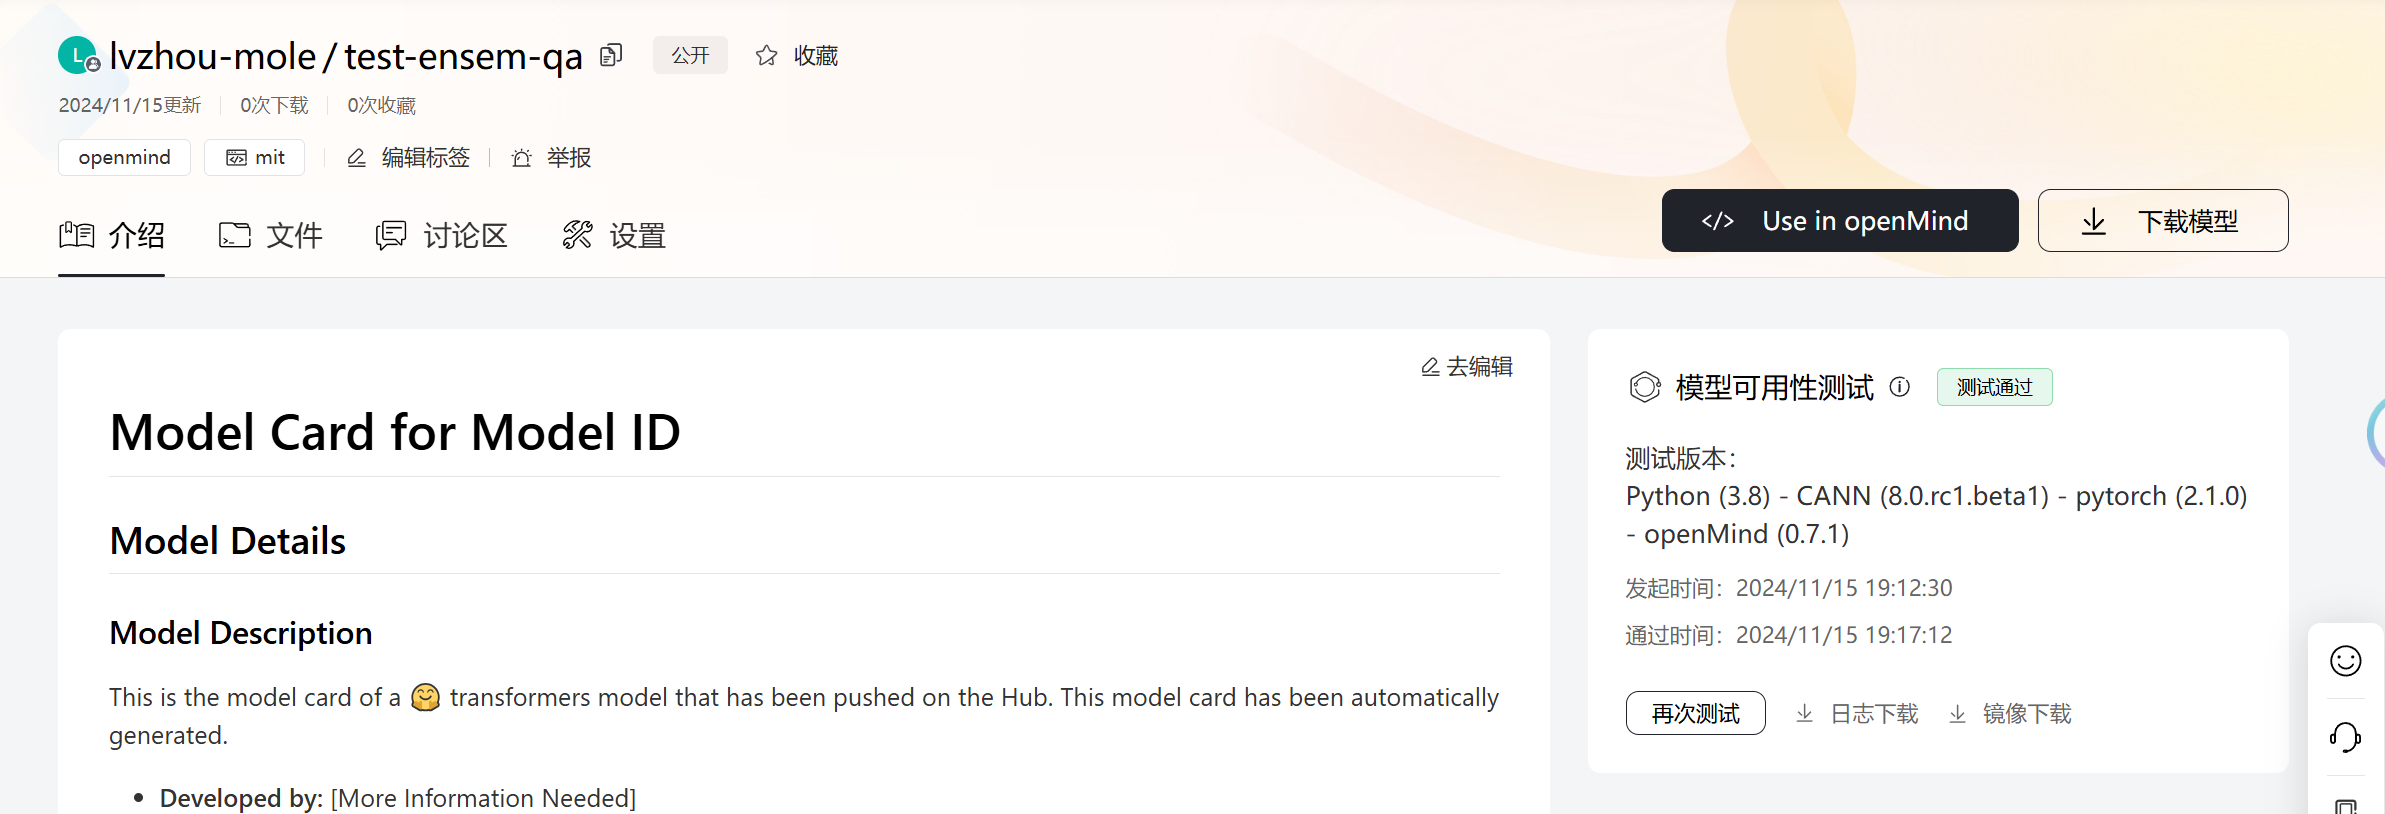 L lvzhou-mole / test-ensem-qa 公开 收藏
2024/11/15更新 0次下载 0次收藏
openmind mit 编辑标签 举报
介绍 文件 讨论区 设置
</> Use in openMind 下载模型
去编辑
Model Card for Model ID
Model Details
Model Description
This is the model card of a 🤗 transformers model that has been pushed on the Hub. This model card has been automatically
generated.
• Developed by: [More Information Needed]
模型可用性测试 测试通过
测试版本：
Python (3.8) - CANN (8.0.rc1.beta1) - pytorch (2.1.0)
- openMind (0.7.1)
发起时间：2024/11/15 19:12:30
通过时间：2024/11/15 19:17:12
再次测试 日志下载 镜像下载